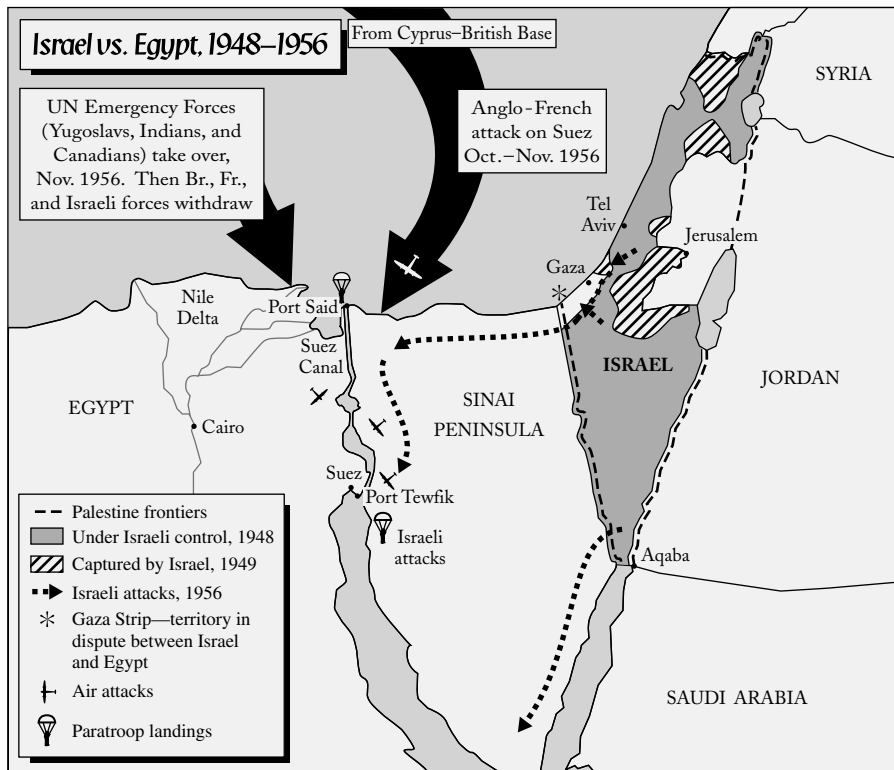 Israel vs. Egypt, 1948–1956
From Cyprus–British Base
UN Emergency Forces
(Yugoslavs, Indians, and
Canadians) take over,
Nov. 1956. Then Br., Fr.,
and Israeli forces withdraw
Anglo-French
attack on Suez
Oct.–Nov. 1956
SYRIA
Tel
Aviv
Jerusalem
Gaza
Nile
Delta
Port Said
Suez
Canal
ISRAEL
JORDAN
EGYPT
SINAI
PENINSULA
Cairo
Suez
Port Tewfik
Israeli
attacks
Aqaba
SAUDI ARABIA
Palestine frontiers
Under Israeli control, 1948
Captured by Israel, 1949
Israeli attacks, 1956
Gaza Strip—territory in
dispute between Israel
and Egypt
Air attacks
Paratroop landings